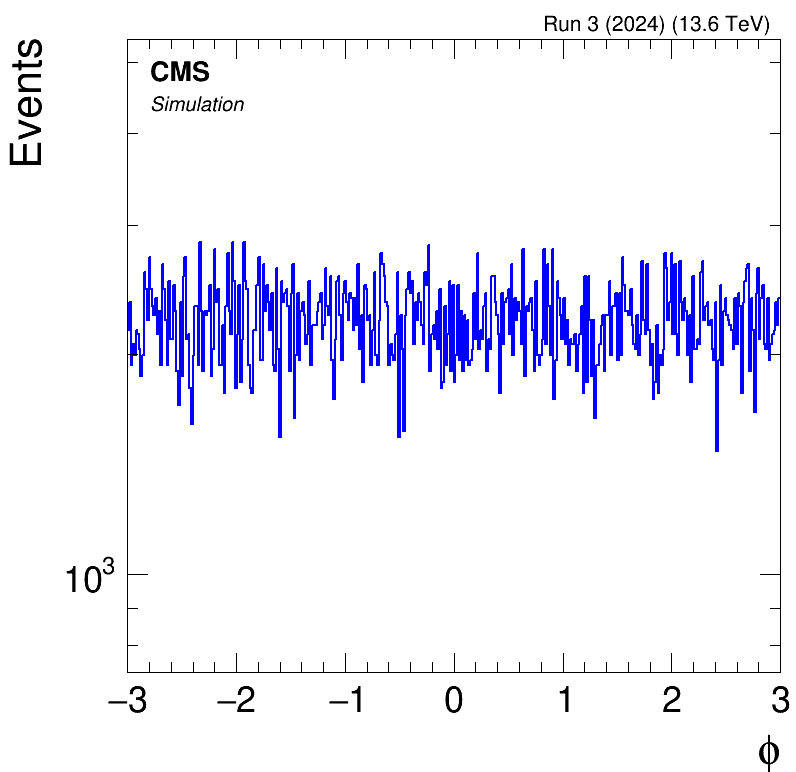 Run 3 (2024) (13.6 TeV)
Events
CMS
Simulation
10³
−3 −2 −1 0 1 2 3
ϕ